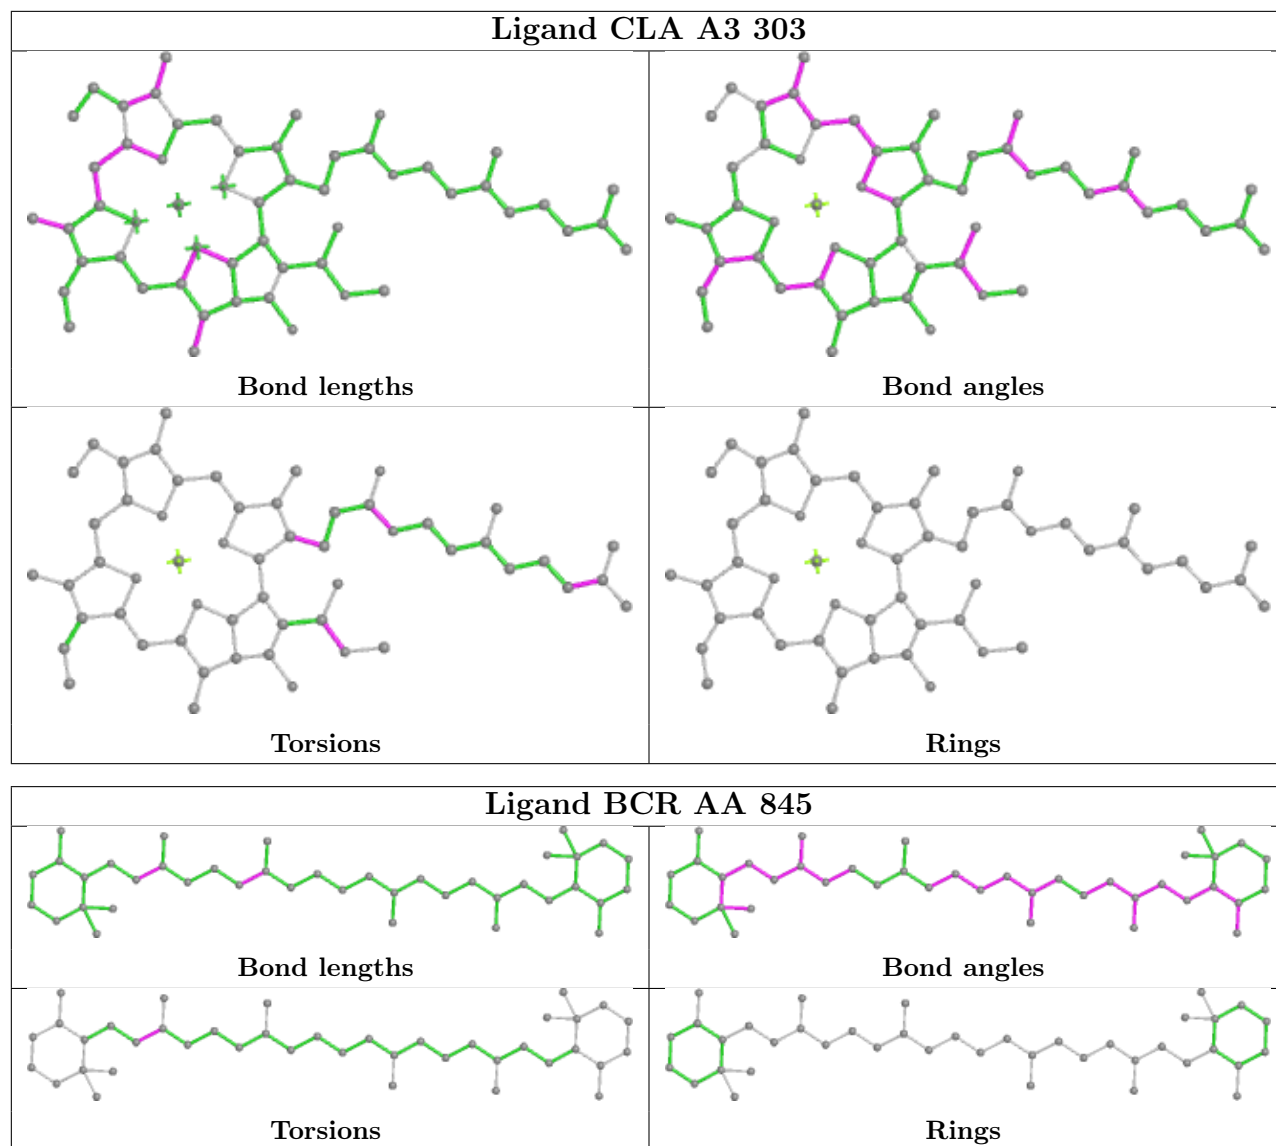 Ligand CLA A3 303
Bond lengths
Bond angles
Torsions
Rings
Ligand BCR AA 845
Bond lengths
Bond angles
Torsions
Rings